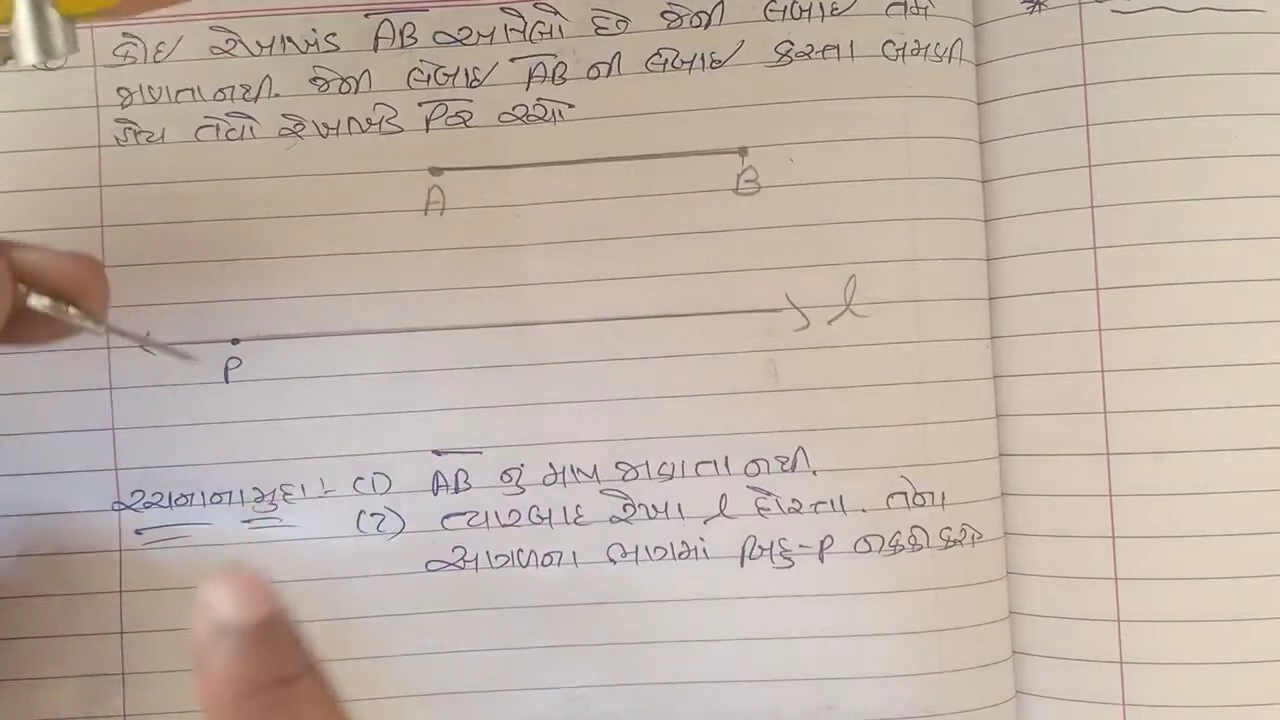 કોઇ રેખાખંડ AB આપેલો છે જેની લંબાઇ તમે
જાણતા નથી. જેની લંબાઇ AB ની લંબાઇ કરતા બમણી
હોય તેવો રેખાખંડ PQ રચો
A
B
l
P
રચનાના મુદ્દા :- (1) AB નું માપ જાણતા નથી.
(2) ત્યારબાદ રેખા l દોરતા. તેના
આગળના ભાગમાં બિંદુ-P નક્કી કરો